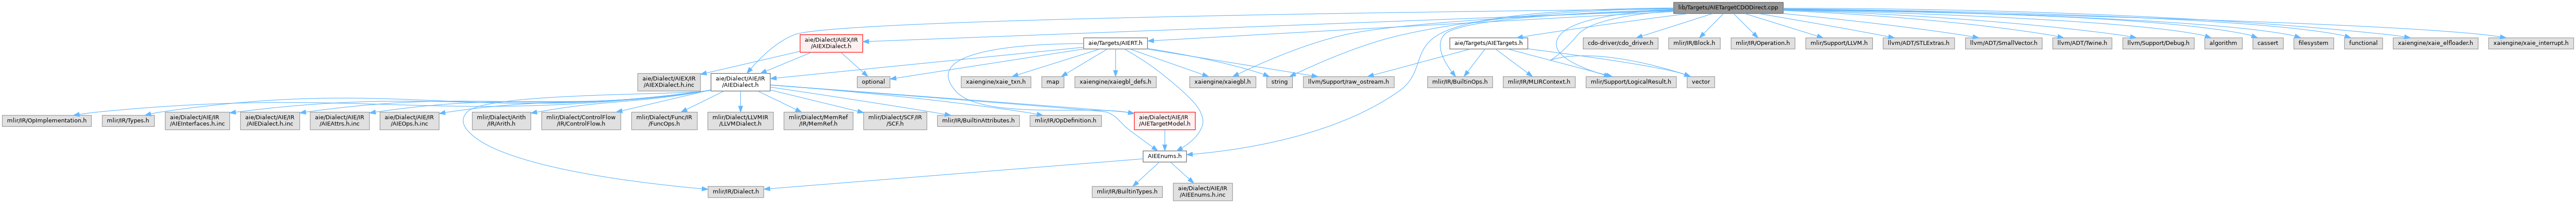 lib/Targets/AIETargetCDODirect.cpp
aie/Dialect/AIEX/IR
/AIEXDialect.h
aie/Targets/AIERT.h
aie/Targets/AIETargets.h
cdo-driver/cdo_driver.h
mlir/IR/Block.h
mlir/IR/Operation.h
mlir/Support/LLVM.h
llvm/ADT/STLExtras.h
llvm/ADT/SmallVector.h
llvm/ADT/Twine.h
llvm/Support/Debug.h
algorithm
cassert
filesystem
functional
xaiengine/xaie_elfloader.h
xaiengine/xaie_interrupt.h
aie/Dialect/AIEX/IR
/AIEXDialect.h.inc
aie/Dialect/AIE/IR
/AIEDialect.h
optional
xaiengine/xaie_txn.h
map
xaiengine/xaiegbl_defs.h
xaiengine/xaiegbl.h
string
llvm/Support/raw_ostream.h
mlir/IR/BuiltinOps.h
mlir/IR/MLIRContext.h
mlir/Support/LogicalResult.h
vector
mlir/IR/OpImplementation.h
mlir/IR/Types.h
aie/Dialect/AIE/IR
/AIEInterfaces.h.inc
aie/Dialect/AIE/IR
/AIEDialect.h.inc
aie/Dialect/AIE/IR
/AIEAttrs.h.inc
aie/Dialect/AIE/IR
/AIEOps.h.inc
mlir/Dialect/Arith
/IR/Arith.h
mlir/Dialect/ControlFlow
/IR/ControlFlow.h
mlir/Dialect/Func/IR
/FuncOps.h
mlir/Dialect/LLVMIR
/LLVMDialect.h
mlir/Dialect/MemRef
/IR/MemRef.h
mlir/Dialect/SCF/IR
/SCF.h
mlir/IR/BuiltinAttributes.h
mlir/IR/OpDefinition.h
aie/Dialect/AIE/IR
/AIETargetModel.h
AIEEnums.h
mlir/IR/Dialect.h
mlir/IR/BuiltinTypes.h
aie/Dialect/AIE/IR
/AIEEnums.h.inc